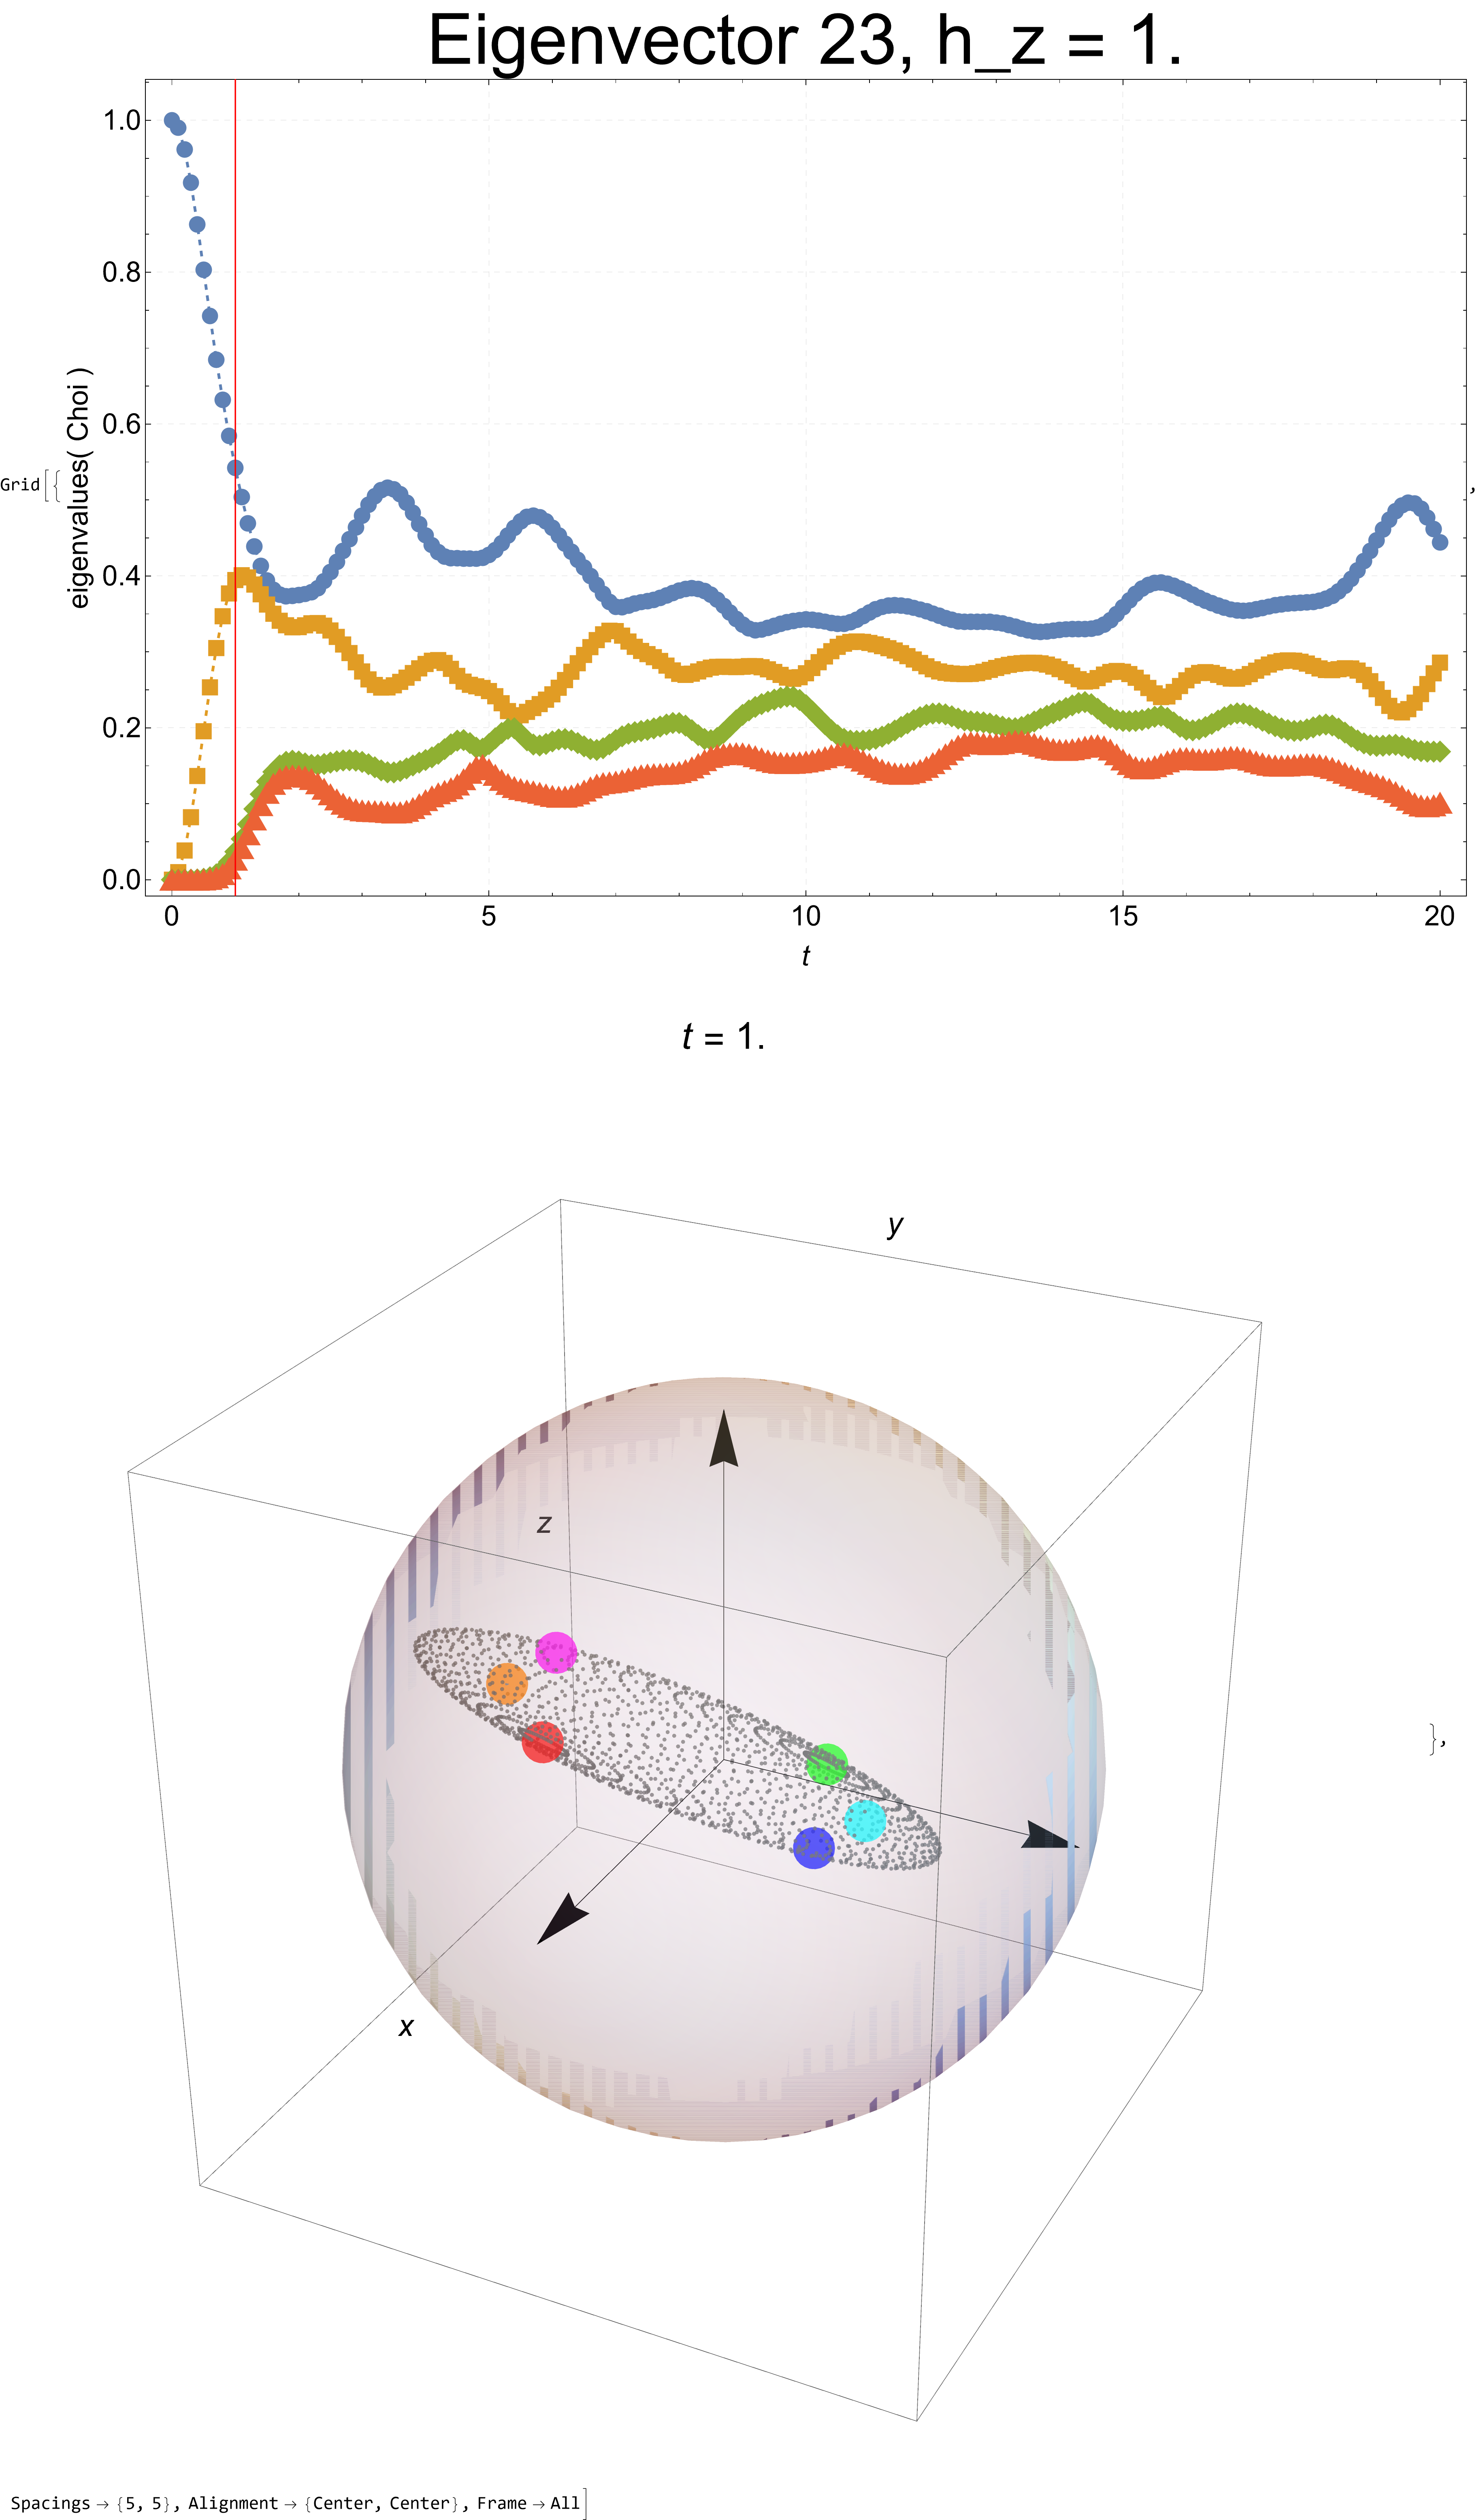 Eigenvector 23, h_z = 1.
1.0
0.8
0.6
0.4
0.2
0.0
eigenvalues( Choi )
Grid[{
,
0 5 10 15 20
t
t = 1.
y
z
x
},
Spacings → {5, 5}, Alignment → {Center, Center}, Frame → All]